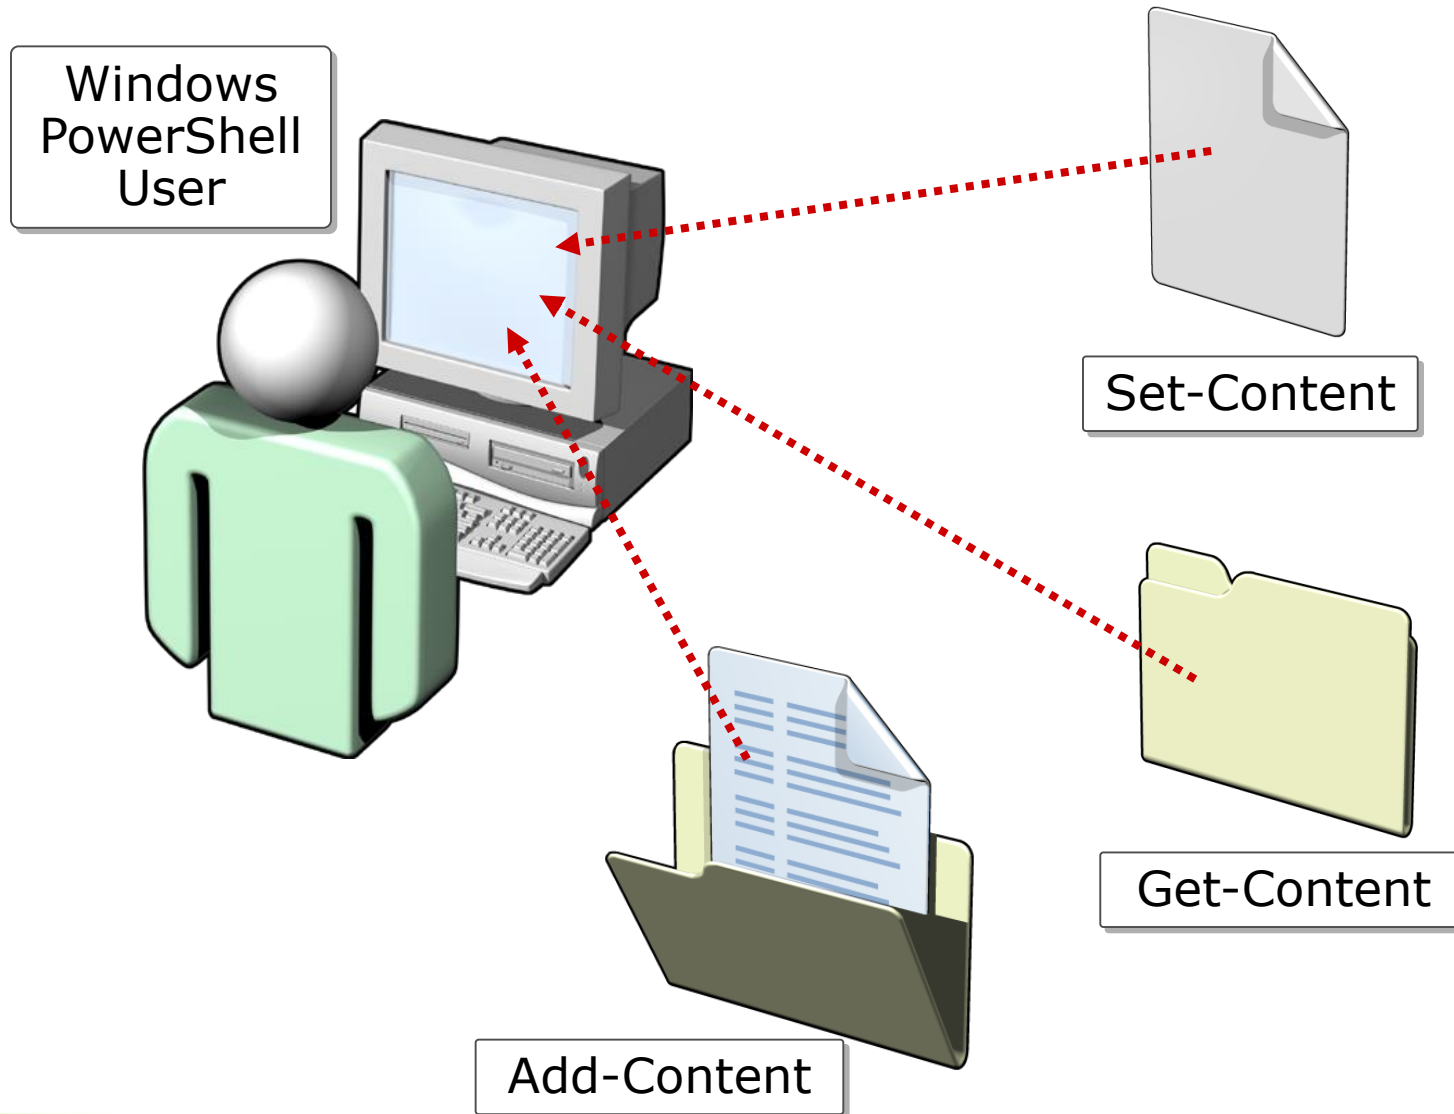 Windows
PowerShell
User
Set-Content
Get-Content
Add-Content